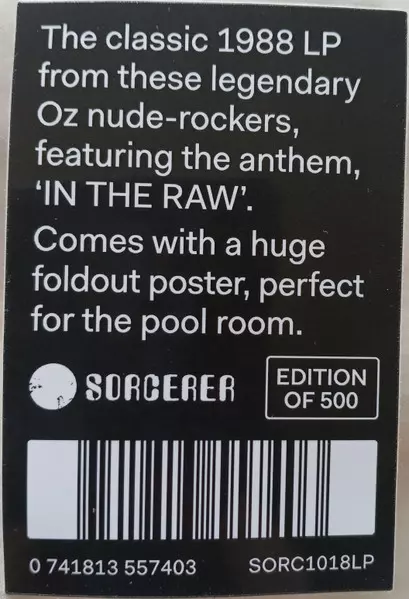 The classic 1988 LP
from these legendary
Oz nude-rockers,
featuring the anthem,
‘IN THE RAW’.
Comes with a huge
foldout poster, perfect
for the pool room.
SORCERER
EDITION
OF 500
0 741813 557403
SORC1018LP